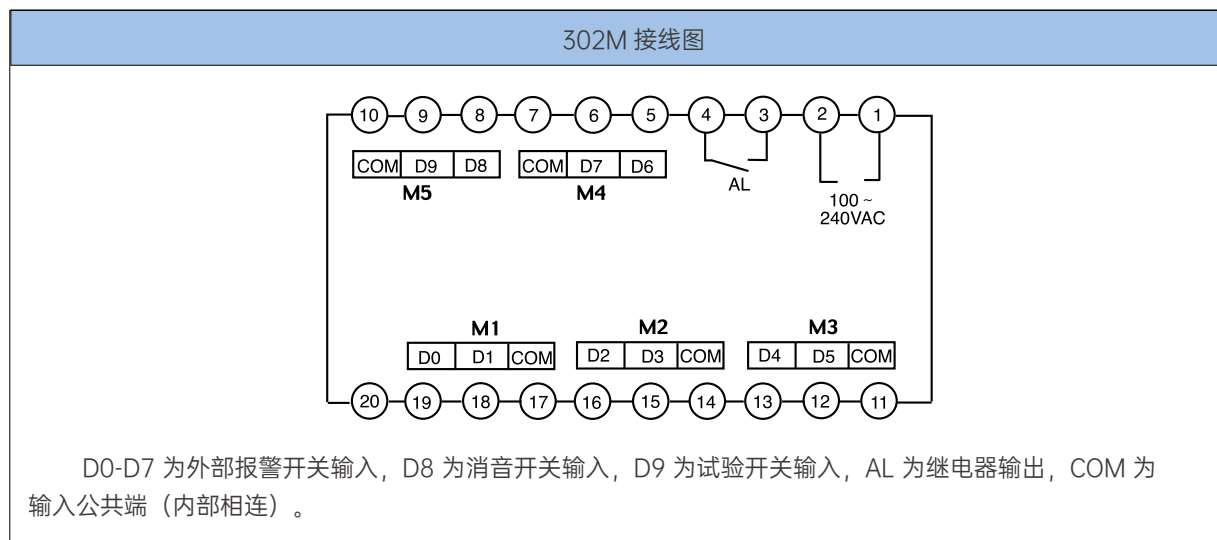 302M 接线图
10 9 8 7 6 5 4 3 2 1
COM D9 D8 COM D7 D6
M5 M4 AL
100 ~
240VAC
M1 M2 M3
D0 D1 COM D2 D3 COM D4 D5 COM
20 19 18 17 16 15 14 13 12 11
D0-D7 为外部报警开关输入，D8 为消音开关输入，D9 为试验开关输入，AL 为继电器输出，COM 为
输入公共端（内部相连）。